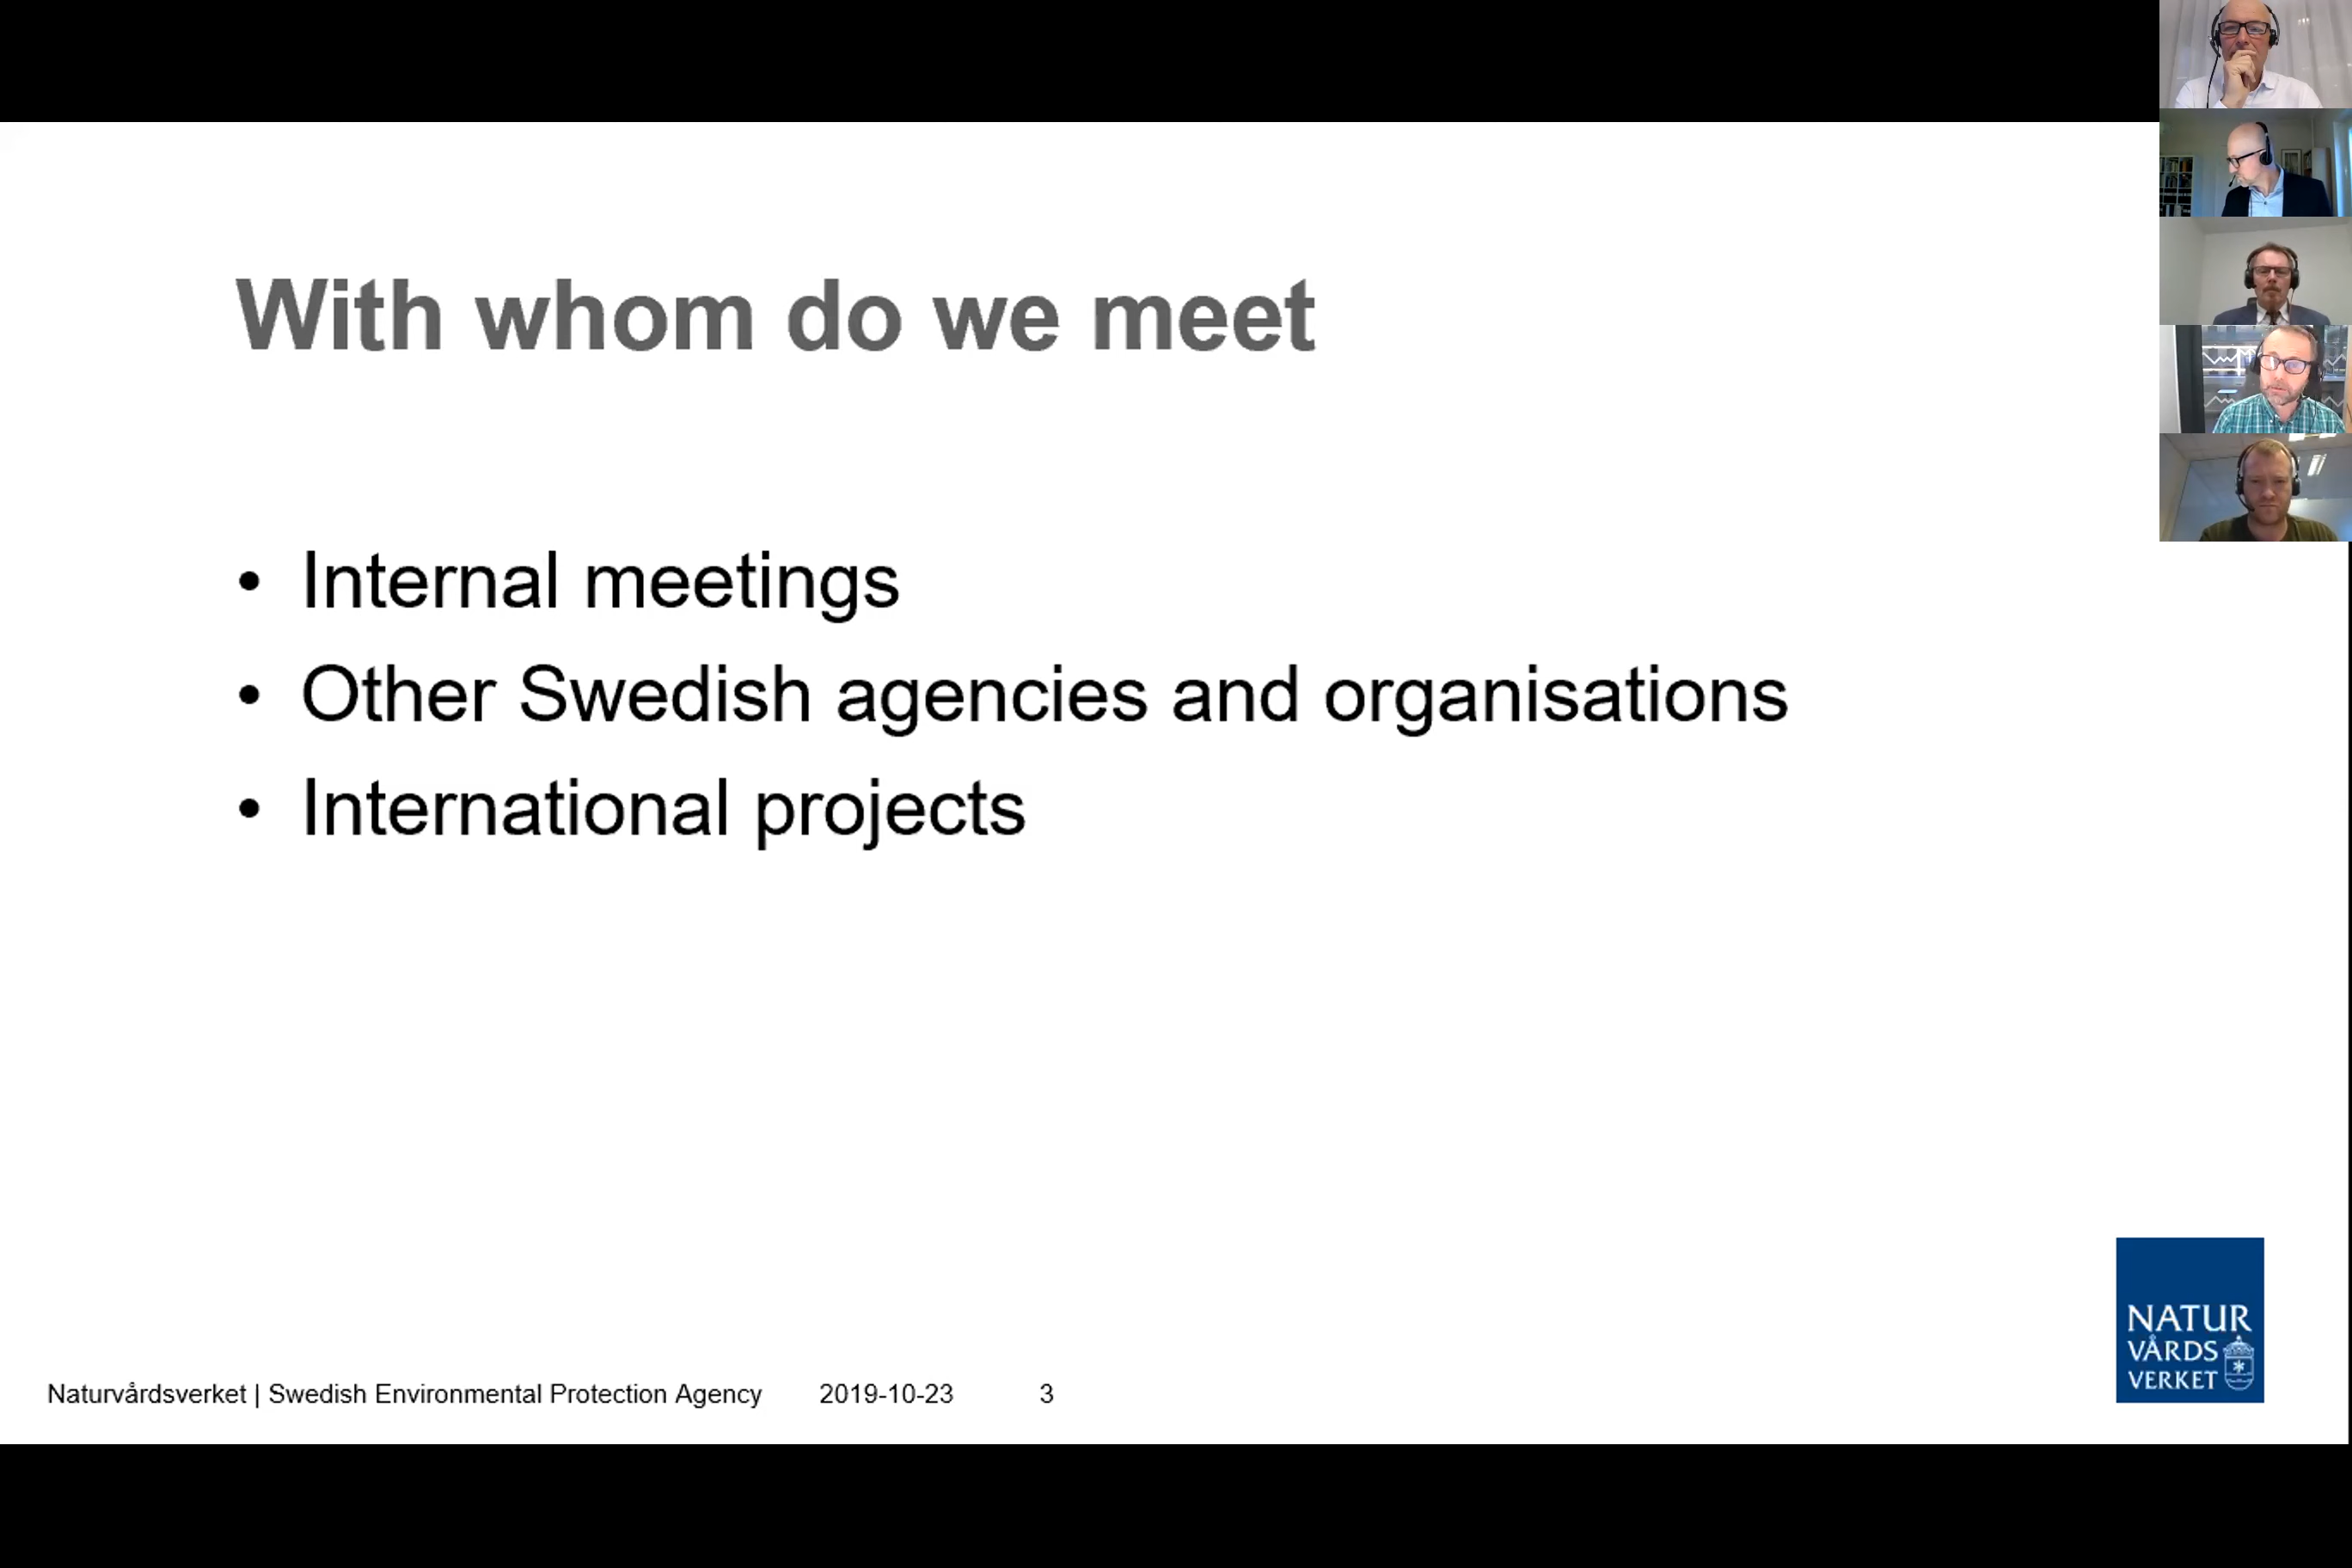 With whom do we meet
• Internal meetings
• Other Swedish agencies and organisations
• International projects
Naturvårdsverket | Swedish Environmental Protection Agency 2019-10-23 3
NATUR
VÅRDS
VERKET